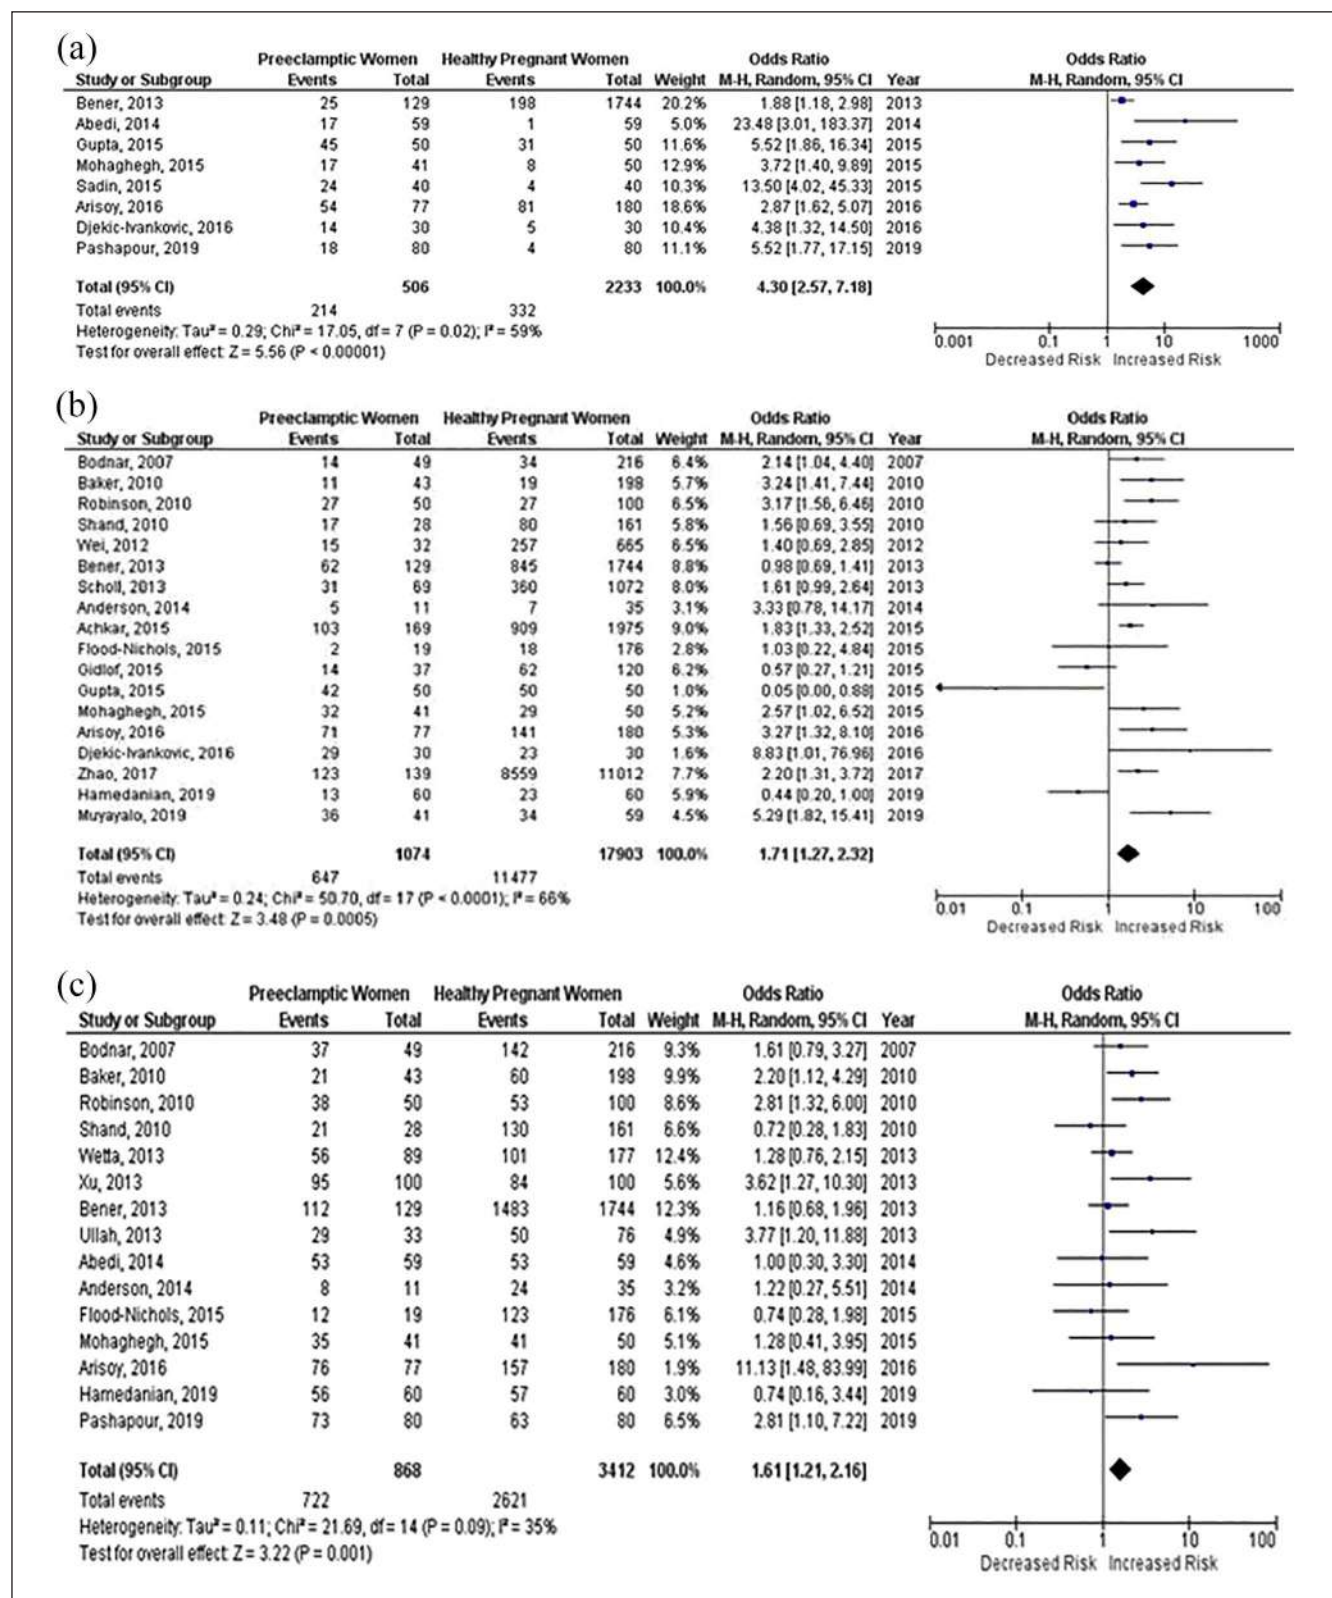 (a)
Preeclamptic Women Healthy Pregnant Women Odds Ratio Odds Ratio
Study or Subgroup Events Total Events Total Weight M-H, Random, 95% CI Year M-H, Random, 95% CI
Bener, 2013 25 129 198 1744 20.2% 1.88 [1.18, 2.98] 2013
Abedi, 2014 17 59 1 59 5.0% 23.48 [3.01, 183.37] 2014
Gupta, 2015 45 50 31 50 11.6% 5.52 [1.86, 16.34] 2015
Mohaghegh, 2015 17 41 8 50 12.9% 3.72 [1.40, 9.89] 2015
Sadin, 2015 24 40 4 40 10.3% 13.50 [4.02, 45.33] 2015
Arisoy, 2016 54 77 81 180 18.6% 2.87 [1.62, 5.07] 2016
Djekic-Ivankovic, 2016 14 30 5 30 10.4% 4.38 [1.32, 14.50] 2016
Pashapour, 2019 18 80 4 80 11.1% 5.52 [1.77, 17.15] 2019
Total (95% CI) 506 2233 100.0% 4.30 [2.57, 7.18]
Total events 214 332
Heterogeneity: Tau² = 0.29; Chi² = 17.05, df = 7 (P = 0.02); I² = 59%
Test for overall effect: Z = 5.56 (P < 0.00001)
0.001 0.1 1 10 1000
Decreased Risk Increased Risk
(b)
Preeclamptic Women Healthy Pregnant Women Odds Ratio Odds Ratio
Study or Subgroup Events Total Events Total Weight M-H, Random, 95% CI Year M-H, Random, 95% CI
Bodnar, 2007 14 49 34 216 6.4% 2.14 [1.04, 4.40] 2007
Baker, 2010 11 43 19 198 5.7% 3.24 [1.41, 7.44] 2010
Robinson, 2010 27 50 27 100 6.5% 3.17 [1.56, 6.46] 2010
Shand, 2010 17 28 80 161 5.8% 1.56 [0.69, 3.55] 2010
Wei, 2012 15 32 257 665 6.5% 1.40 [0.69, 2.85] 2012
Bener, 2013 62 129 845 1744 8.8% 0.98 [0.69, 1.41] 2013
Scholl, 2013 31 69 360 1072 8.0% 1.61 [0.99, 2.64] 2013
Anderson, 2014 5 11 7 35 3.1% 3.33 [0.78, 14.17] 2014
Achkar, 2015 103 169 909 1975 9.0% 1.83 [1.33, 2.52] 2015
Flood-Nichols, 2015 2 19 18 176 2.8% 1.03 [0.22, 4.84] 2015
Gidlof, 2015 14 37 62 120 6.2% 0.57 [0.27, 1.21] 2015
Gupta, 2015 42 50 50 50 1.0% 0.05 [0.00, 0.88] 2015
Mohaghegh, 2015 32 41 29 50 5.2% 2.57 [1.02, 6.52] 2015
Arisoy, 2016 71 77 141 180 5.3% 3.27 [1.32, 8.10] 2016
Djekic-Ivankovic, 2016 29 30 23 30 1.6% 8.83 [1.01, 76.96] 2016
Zhao, 2017 123 139 8559 11012 7.7% 2.20 [1.31, 3.72] 2017
Hamedanian, 2019 13 60 23 60 5.9% 0.44 [0.20, 1.00] 2019
Muyayalo, 2019 36 41 34 59 4.5% 5.29 [1.82, 15.41] 2019
Total (95% CI) 1074 17903 100.0% 1.71 [1.27, 2.32]
Total events 647 11477
Heterogeneity: Tau² = 0.24; Chi² = 50.70, df = 17 (P < 0.0001); I² = 66%
Test for overall effect: Z = 3.48 (P = 0.0005)
0.01 0.1 1 10 100
Decreased Risk Increased Risk
(c)
Preeclamptic Women Healthy Pregnant Women Odds Ratio Odds Ratio
Study or Subgroup Events Total Events Total Weight M-H, Random, 95% CI Year M-H, Random, 95% CI
Bodnar, 2007 37 49 142 216 9.3% 1.61 [0.79, 3.27] 2007
Baker, 2010 21 43 60 198 9.9% 2.20 [1.12, 4.29] 2010
Robinson, 2010 38 50 53 100 8.6% 2.81 [1.32, 6.00] 2010
Shand, 2010 21 28 130 161 6.6% 0.72 [0.28, 1.83] 2010
Wetta, 2013 56 89 101 177 12.4% 1.28 [0.76, 2.15] 2013
Xu, 2013 95 100 84 100 5.6% 3.62 [1.27, 10.30] 2013
Bener, 2013 112 129 1483 1744 12.3% 1.16 [0.68, 1.96] 2013
Ullah, 2013 29 33 50 76 4.9% 3.77 [1.20, 11.88] 2013
Abedi, 2014 53 59 53 59 4.6% 1.00 [0.30, 3.30] 2014
Anderson, 2014 8 11 24 35 3.2% 1.22 [0.27, 5.51] 2014
Flood-Nichols, 2015 12 19 123 176 6.1% 0.74 [0.28, 1.98] 2015
Mohaghegh, 2015 35 41 41 50 5.1% 1.28 [0.41, 3.95] 2015
Arisoy, 2016 76 77 157 180 1.9% 11.13 [1.48, 83.99] 2016
Hamedanian, 2019 56 60 57 60 3.0% 0.74 [0.16, 3.44] 2019
Pashapour, 2019 73 80 63 80 6.5% 2.81 [1.10, 7.22] 2019
Total (95% CI) 868 3412 100.0% 1.61 [1.21, 2.16]
Total events 722 2621
Heterogeneity: Tau² = 0.11; Chi² = 21.69, df = 14 (P = 0.09); I² = 35%
Test for overall effect: Z = 3.22 (P = 0.001)
0.01 0.1 1 10 100
Decreased Risk Increased Risk